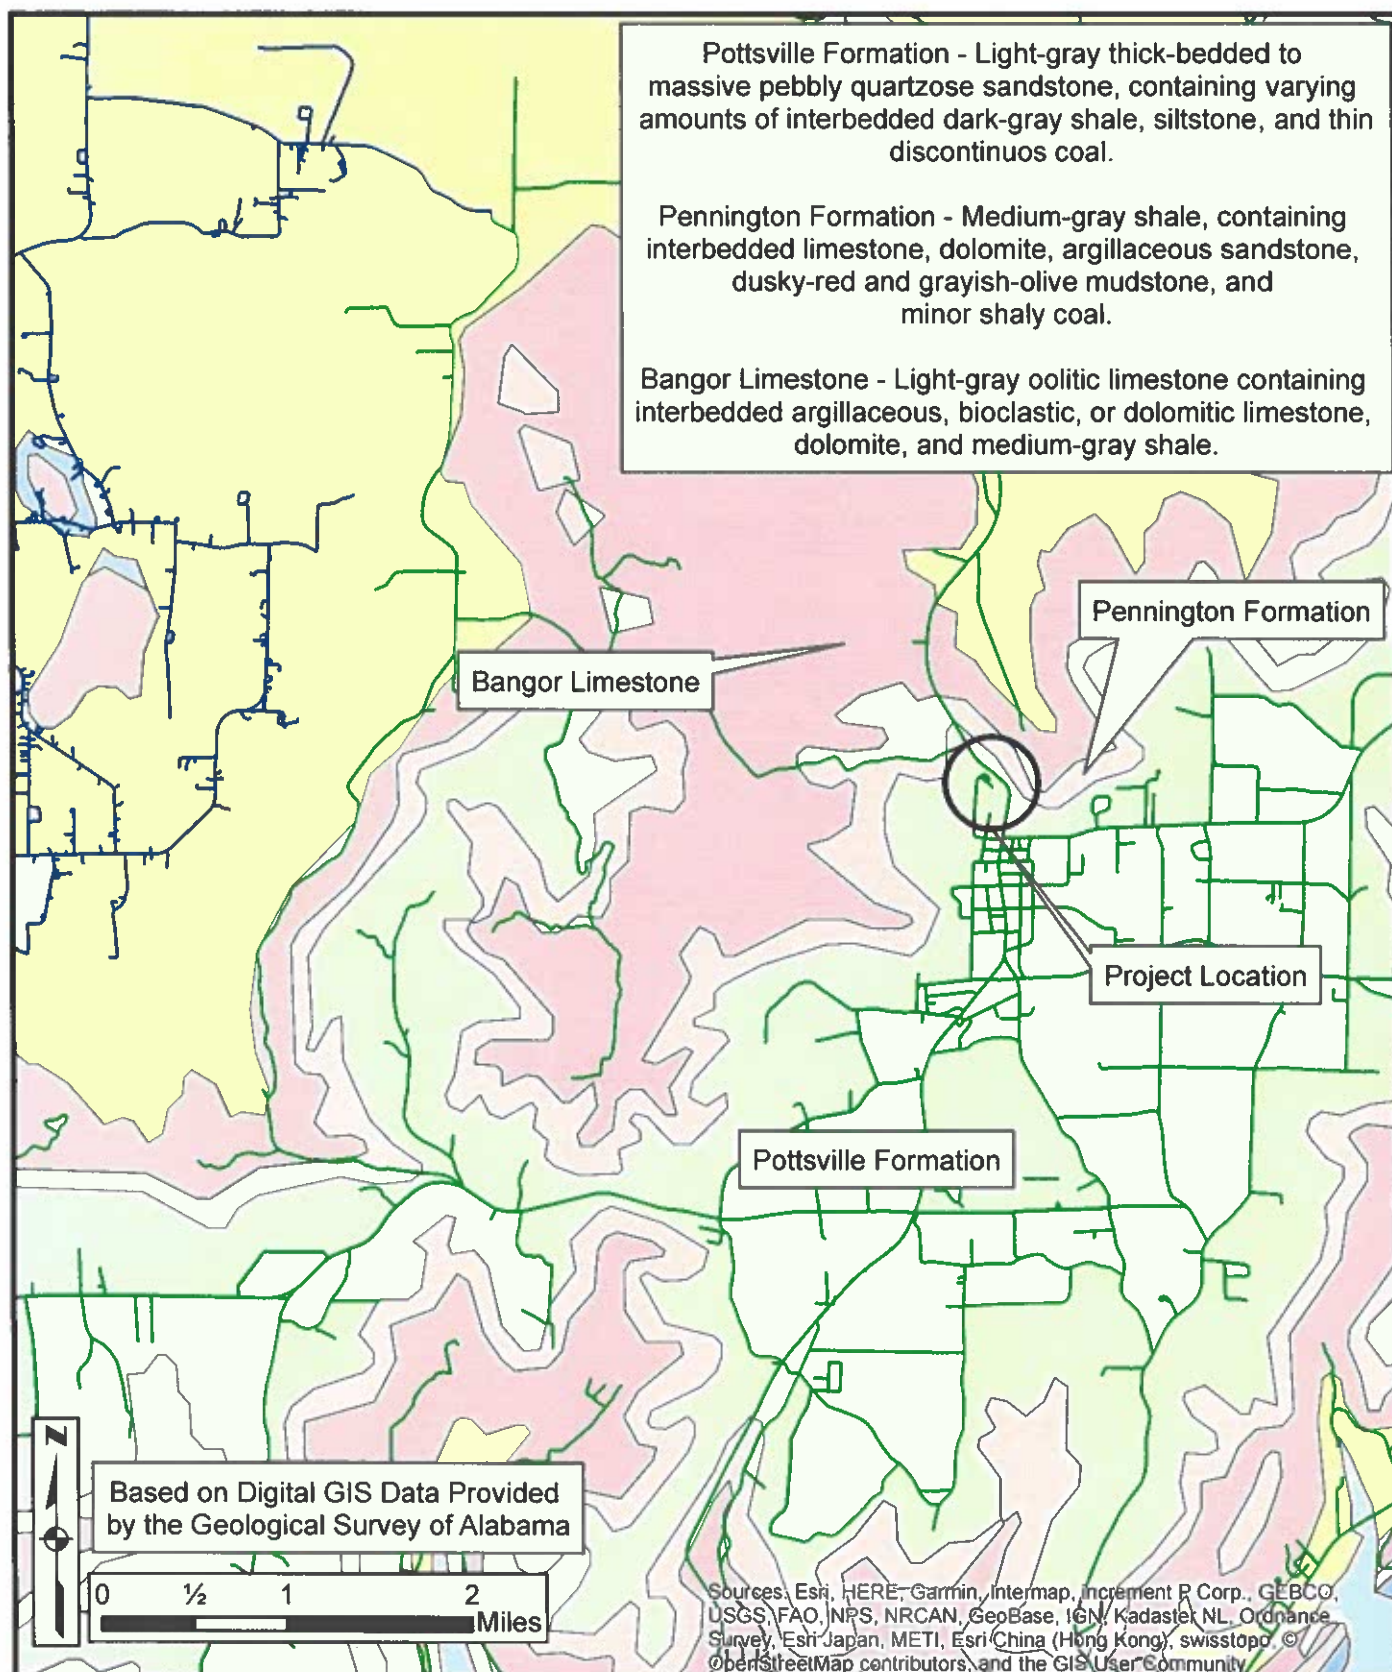 Pottsville Formation - Light-gray thick-bedded to
massive pebbly quartzose sandstone, containing varying
amounts of interbedded dark-gray shale, siltstone, and thin
discontinuos coal.
Pennington Formation - Medium-gray shale, containing
interbedded limestone, dolomite, argillaceous sandstone,
dusky-red and grayish-olive mudstone, and
minor shaly coal.
Bangor Limestone - Light-gray oolitic limestone containing
interbedded argillaceous, bioclastic, or dolomitic limestone,
dolomite, and medium-gray shale.
Pennington Formation
Bangor Limestone
Project Location
Pottsville Formation
N
Based on Digital GIS Data Provided
by the Geological Survey of Alabama
0 ½ 1 2
Miles
Sources: Esri, HERE, Garmin, Intermap, increment P Corp., GEBCO,
USGS, FAO, NPS, NRCAN, GeoBase, IGN, Kadaster NL, Ordnance
Survey, Esri Japan, METI, Esri China (Hong Kong), swisstopo, ©
OpenStreetMap contributors, and the GIS User Community